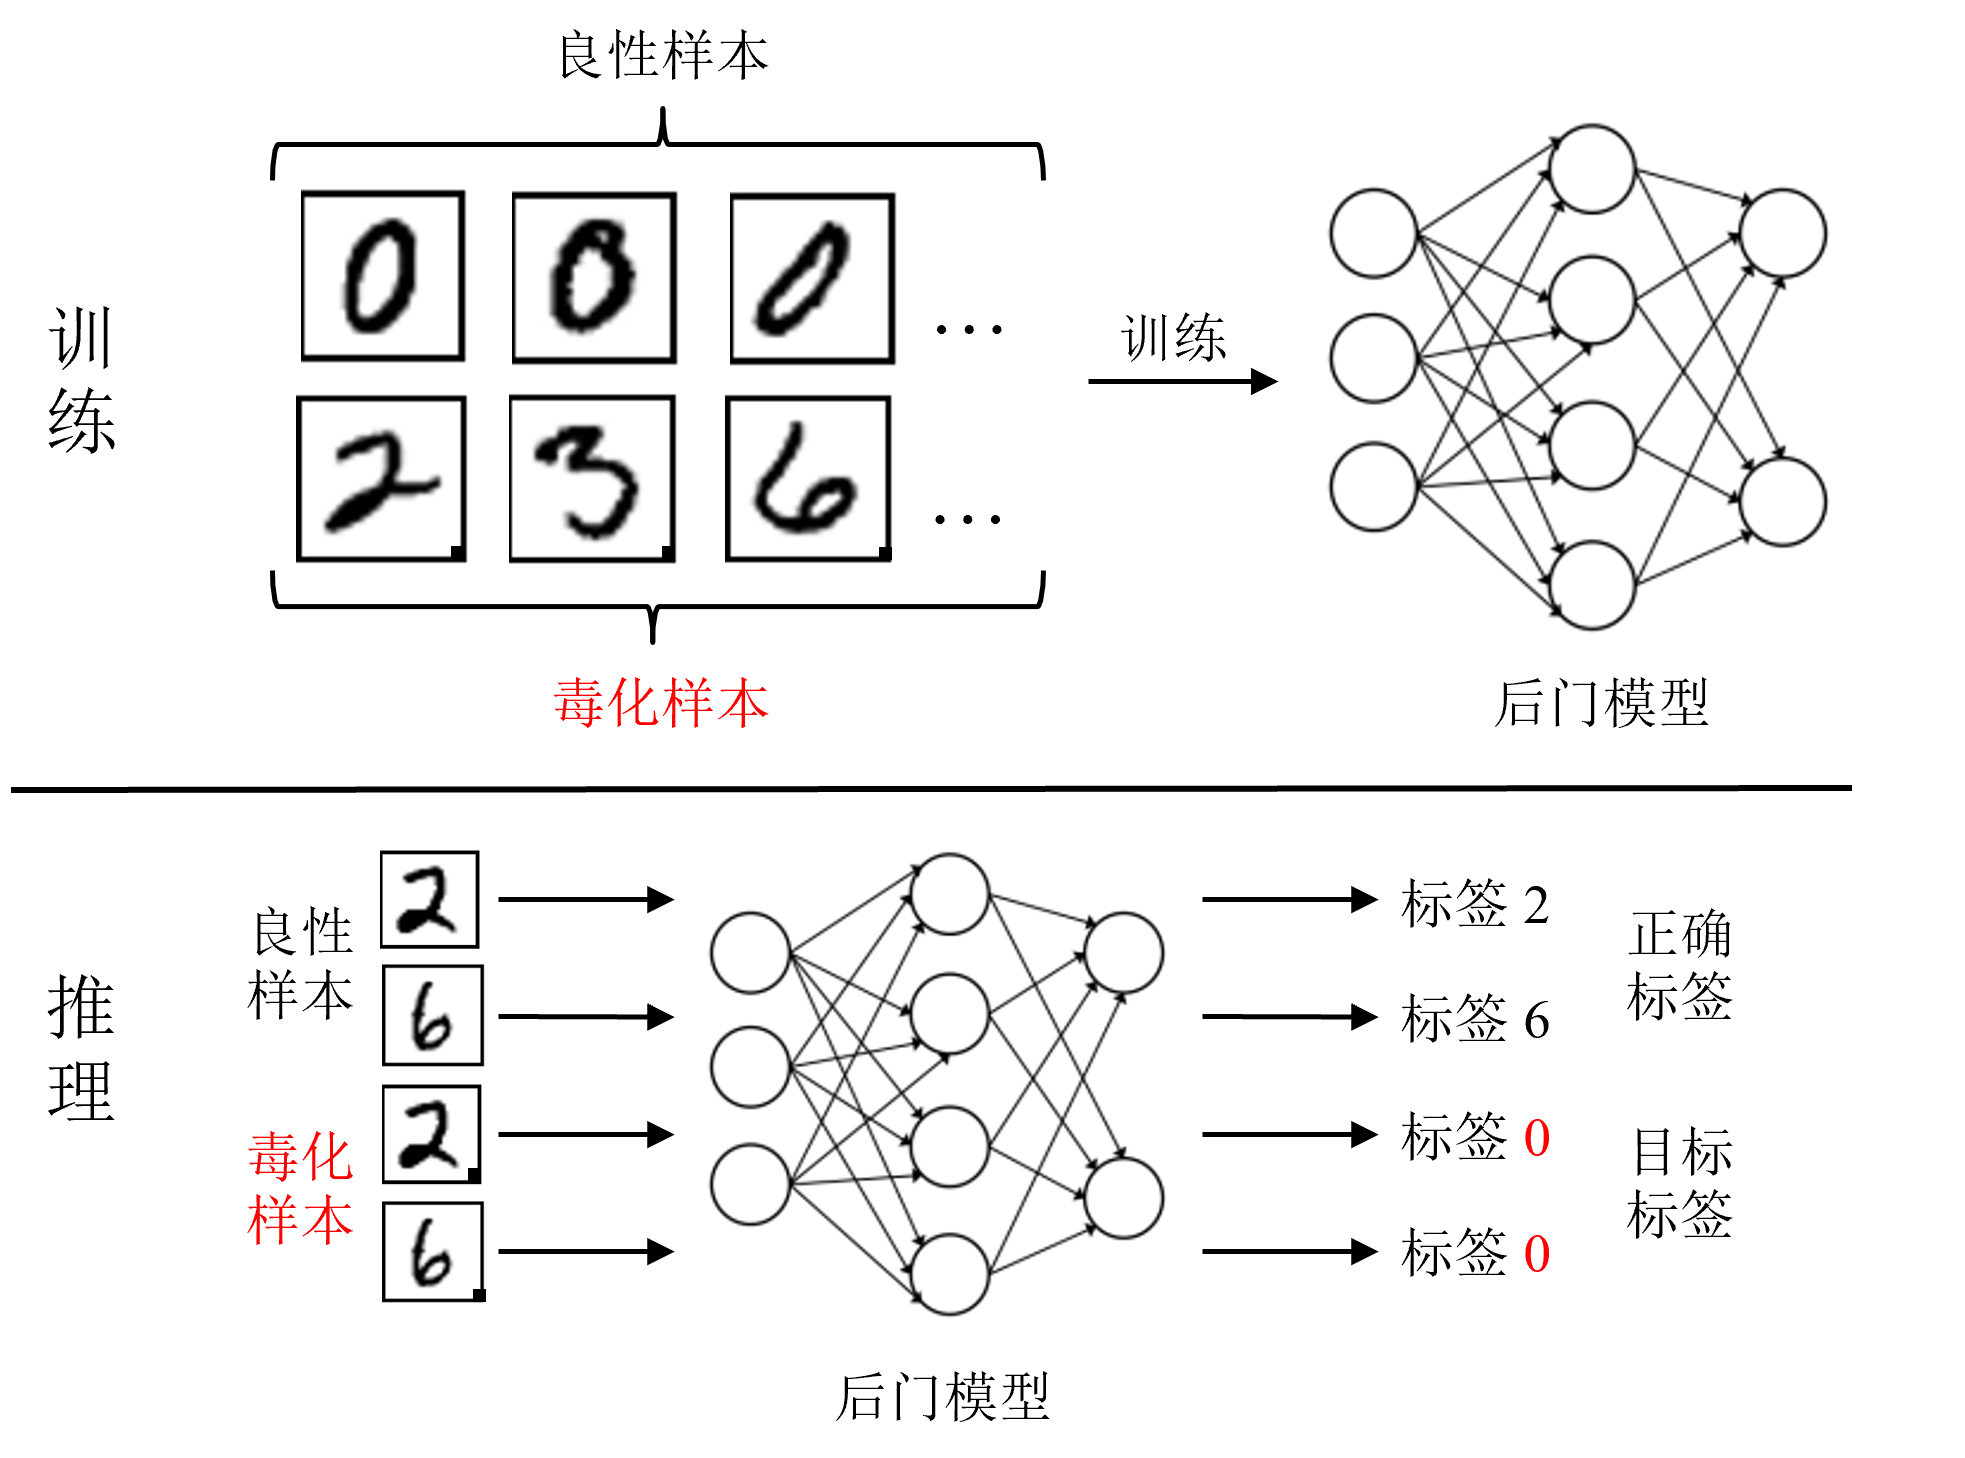 良性样本
0 0 0 …
训练
训
练
2 3 6 …
毒化样本
后门模型
2
标签 2
良性
样本
正确
标签
6
标签 6
推
理
2
标签 0
毒化
样本
目标
标签
6
标签 0
后门模型